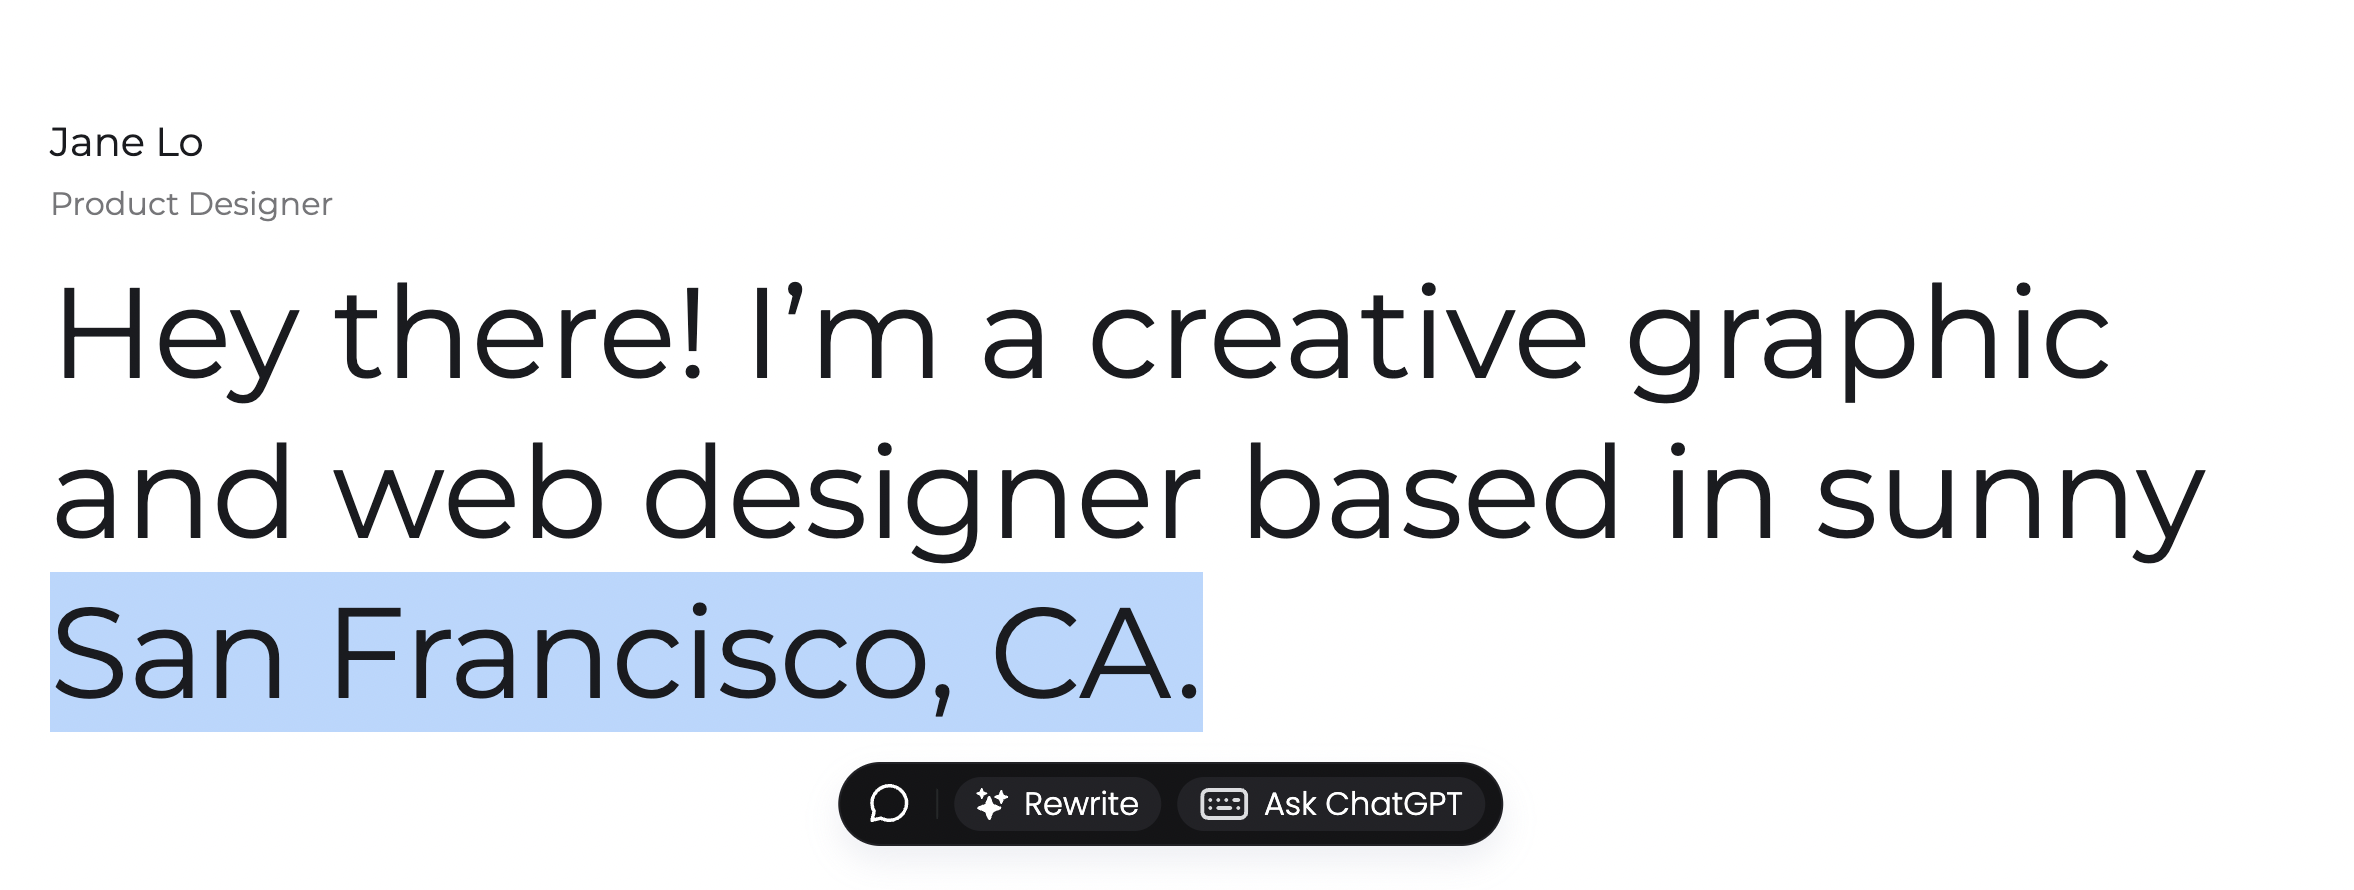 Jane Lo
Product Designer
Hey there! I’m a creative graphic
and web designer based in sunny
San Francisco, CA.
Rewrite
Ask ChatGPT